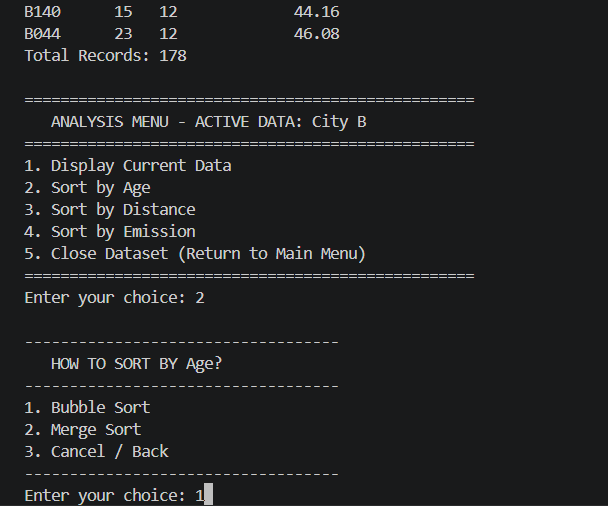 B140      15   12             44.16
B044      23   12             46.08
Total Records: 178
==================================================
   ANALYSIS MENU - ACTIVE DATA: City B
==================================================
1. Display Current Data
2. Sort by Age
3. Sort by Distance
4. Sort by Emission
5. Close Dataset (Return to Main Menu)
==================================================
Enter your choice: 2
-----------------------------------
   HOW TO SORT BY Age?
-----------------------------------
1. Bubble Sort
2. Merge Sort
3. Cancel / Back
-----------------------------------
Enter your choice: 1